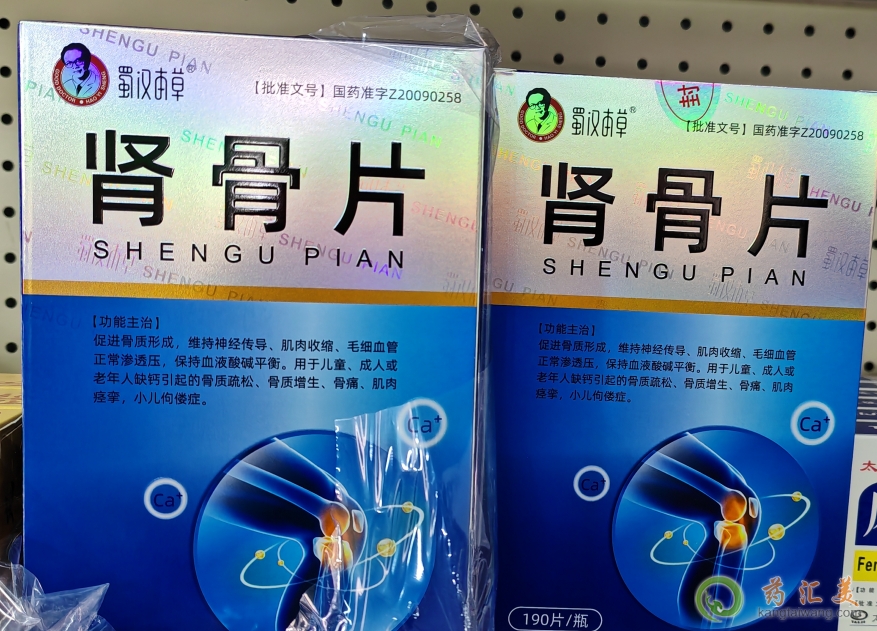 蜀汉本草®
【批准文号】国药准字Z20090258
肾骨片
SHENGU PIAN
【功能主治】
促进骨质形成，维持神经传导、肌肉收缩、毛细血管
正常渗透压，保持血液酸碱平衡。用于儿童、成人或
老年人缺钙引起的骨质疏松、骨质增生、骨痛、肌肉
痉挛，小儿佝偻症。
Ca+
Ca+
蜀汉本草®
封
【批准文号】国药准字Z20090258
肾骨片
SHENGU PIAN
【功能主治】
促进骨质形成，维持神经传导、肌肉收缩、毛细血管
正常渗透压，保持血液酸碱平衡。用于儿童、成人或
老年人缺钙引起的骨质疏松、骨质增生、骨痛、肌肉
痉挛，小儿佝偻症。
Ca+
Ca+
190片/瓶
太
Fer
药汇美
kangtaiwang.com